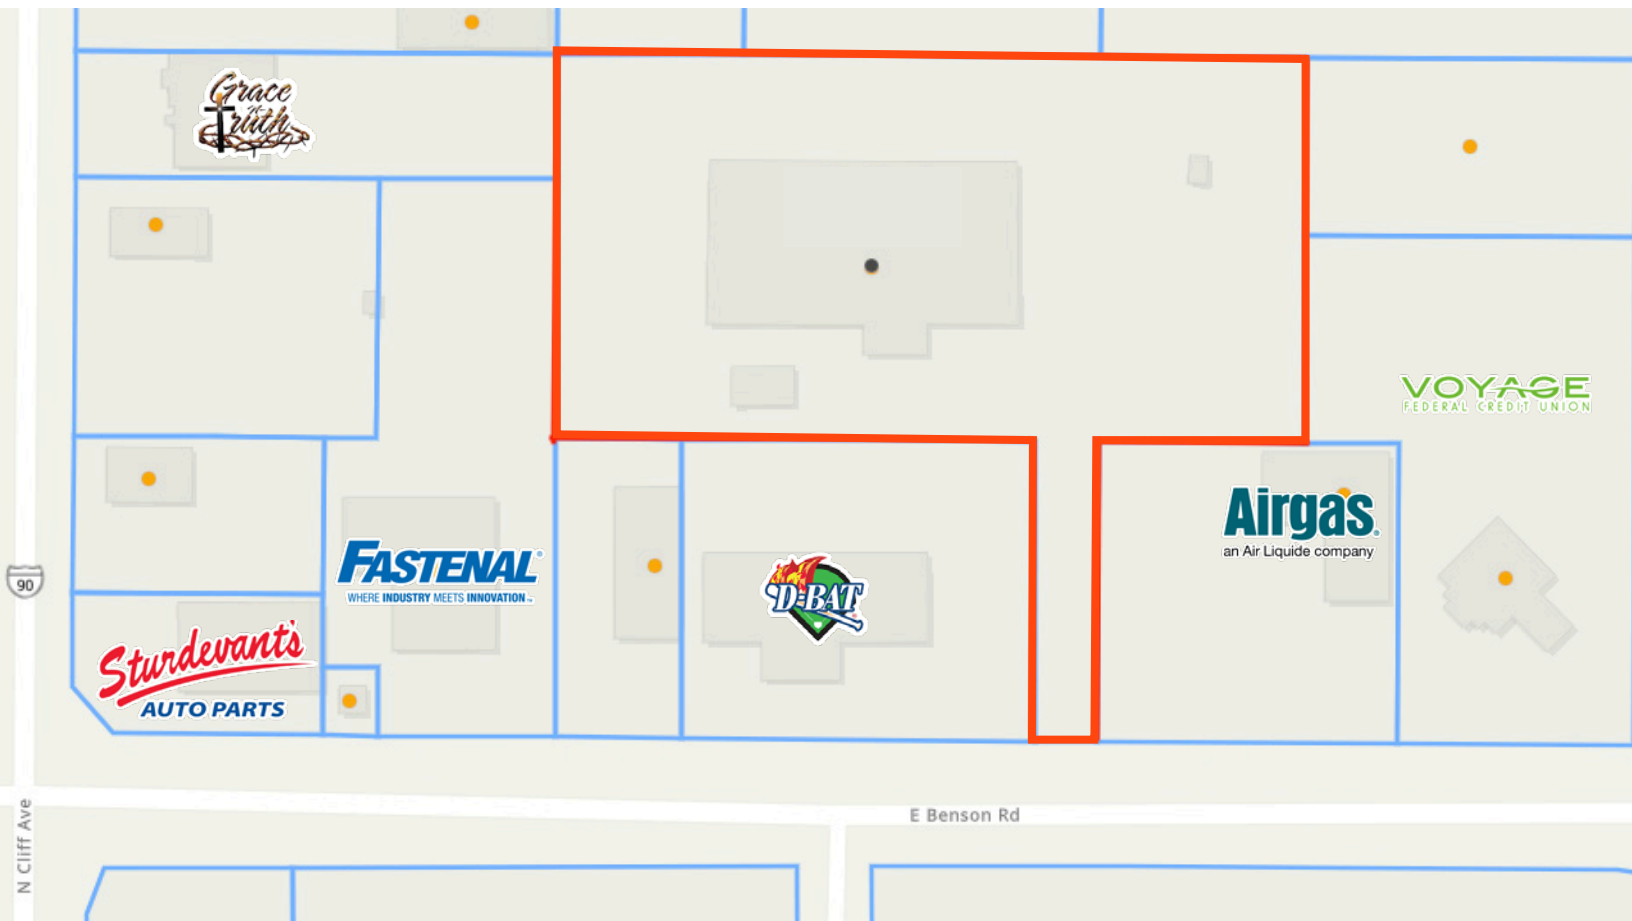 Grace
-n-
Truth
VOYAGE
FEDERAL CREDIT UNION
Airgas®
an Air Liquide company
FASTENAL®
WHERE INDUSTRY MEETS INNOVATION™
90
D-BAT
Sturdevant's
AUTO PARTS
E Benson Rd
N Cliff Ave